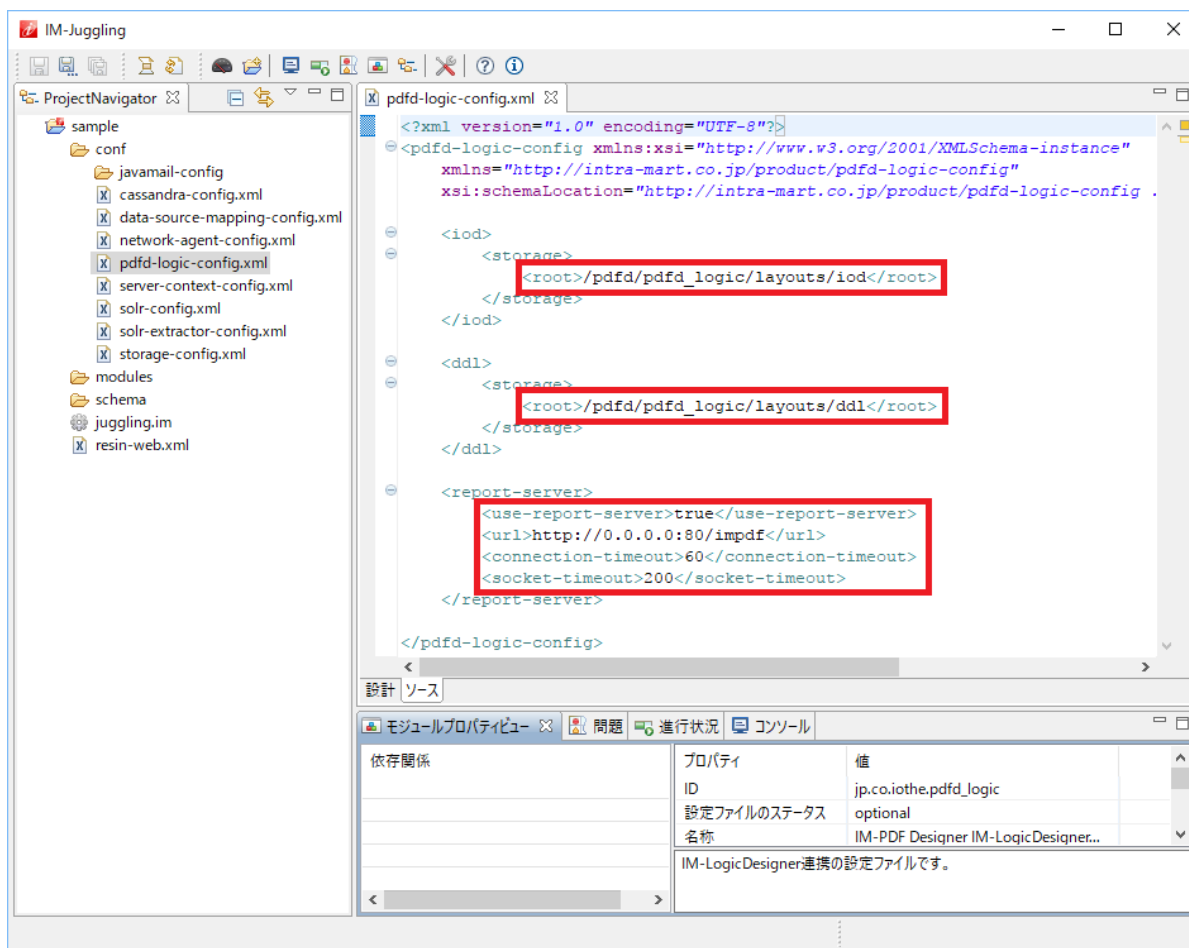 IM-Juggling
ProjectNavigator
sample
conf
javamail-config
cassandra-config.xml
data-source-mapping-config.xml
network-agent-config.xml
pdfd-logic-config.xml
server-context-config.xml
solr-config.xml
solr-extractor-config.xml
storage-config.xml
modules
schema
juggling.im
resin-web.xml
pdfd-logic-config.xml
<?xml version="1.0" encoding="UTF-8"?>
<pdfd-logic-config xmlns:xsi="http://www.w3.org/2001/XMLSchema-instance"
xmlns="http://intra-mart.co.jp/product/pdfd-logic-config"
xsi:schemaLocation="http://intra-mart.co.jp/product/pdfd-logic-config .
<iod>
<storage>
<root>/pdfd/pdfd_logic/layouts/iod</root>
</storage>
</iod>
<ddl>
<storage>
<root>/pdfd/pdfd_logic/layouts/ddl</root>
</storage>
</ddl>
<report-server>
<use-report-server>true</use-report-server>
<url>http://0.0.0.0:80/impdf</url>
<connection-timeout>60</connection-timeout>
<socket-timeout>200</socket-timeout>
</report-server>
</pdfd-logic-config>
設計 ソース
モジュールプロパティビュー 問題 進行状況 コンソール
依存関係
プロパティ 値
ID jp.co.iothe.pdfd_logic
設定ファイルのステータス optional
名称 IM-PDF Designer IM-LogicDesigner...
IM-LogicDesigner連携の設定ファイルです。